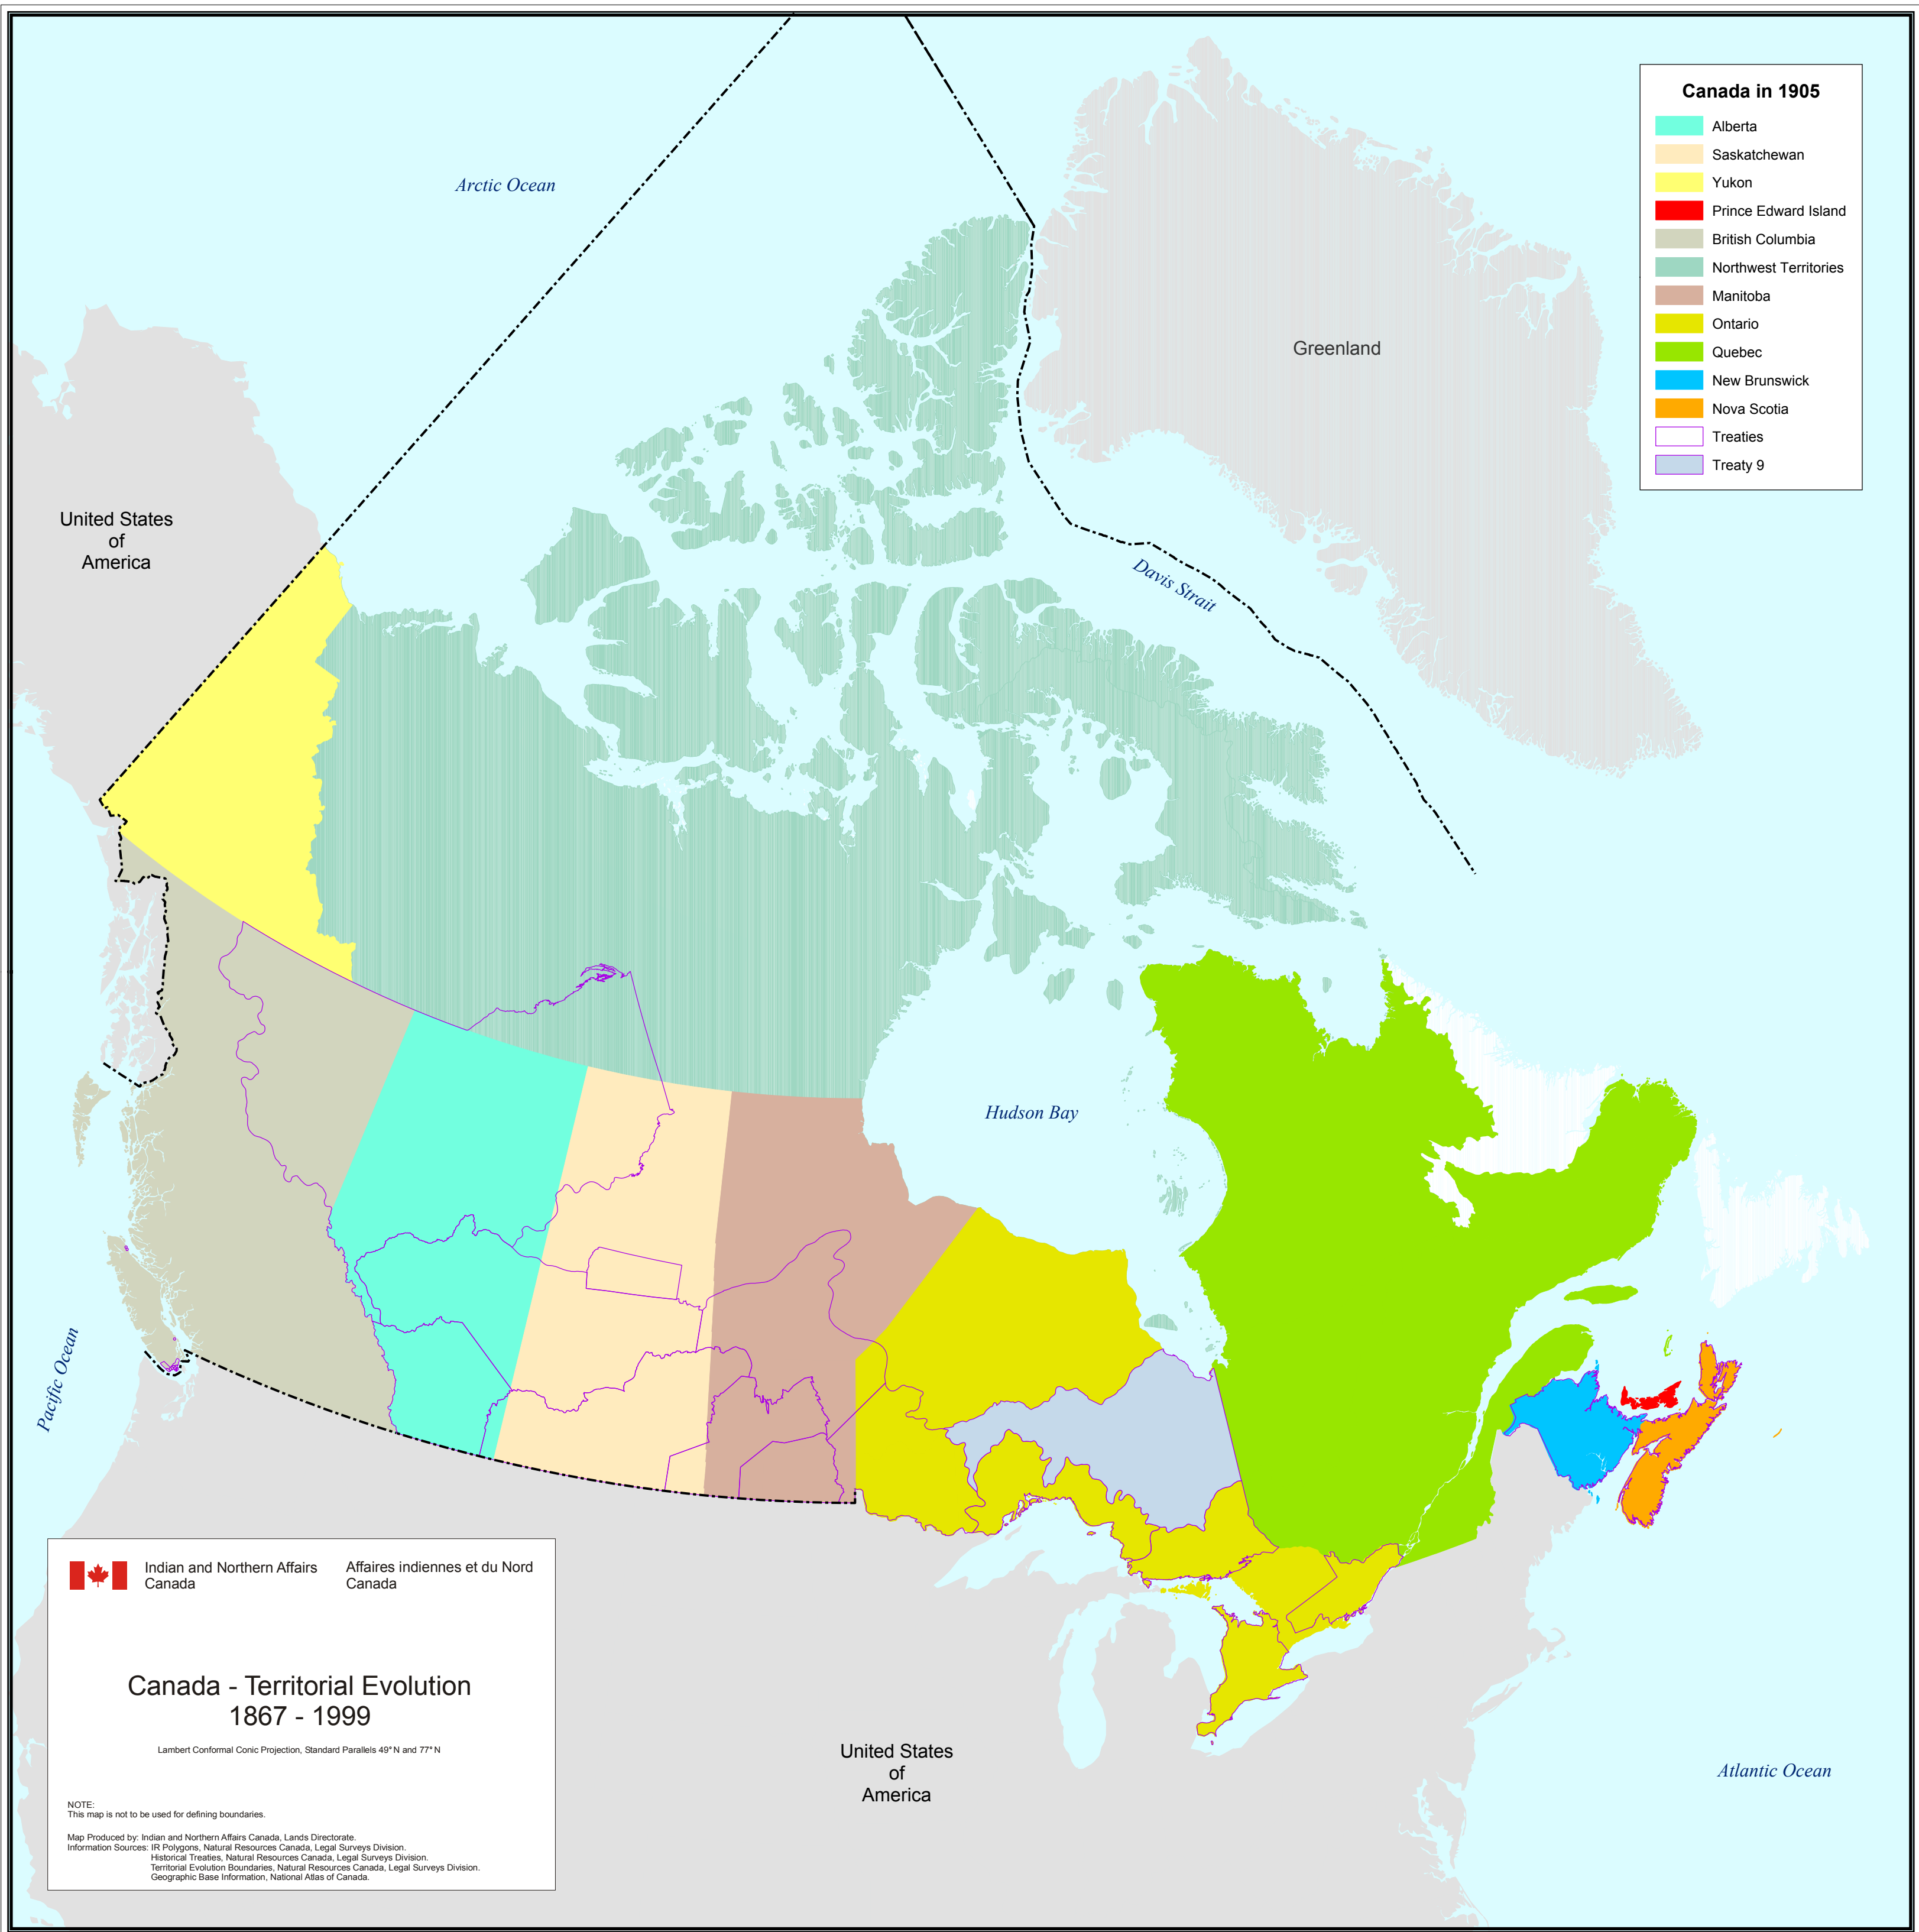 Canada in 1905
Alberta
Saskatchewan
Yukon
Prince Edward Island
British Columbia
Northwest Territories
Manitoba
Ontario
Quebec
New Brunswick
Nova Scotia
Treaties
Treaty 9
Arctic Ocean
Greenland
United States
of
America
Davis Strait
Hudson Bay
Pacific Ocean
Indian and Northern Affairs
Canada
Affaires indiennes et du Nord
Canada
Canada - Territorial Evolution
1867 - 1999
Lambert Conformal Conic Projection, Standard Parallels 49° N and 77° N
NOTE:
This map is not to be used for defining boundaries.
Map Produced by: Indian and Northern Affairs Canada, Lands Directorate.
Information Sources: IR Polygons, Natural Resources Canada, Legal Surveys Division.
Historical Treaties, Natural Resources Canada, Legal Surveys Division.
Territorial Evolution Boundaries, Natural Resources Canada, Legal Surveys Division.
Geographic Base Information, National Atlas of Canada.
United States
of
America
Atlantic Ocean